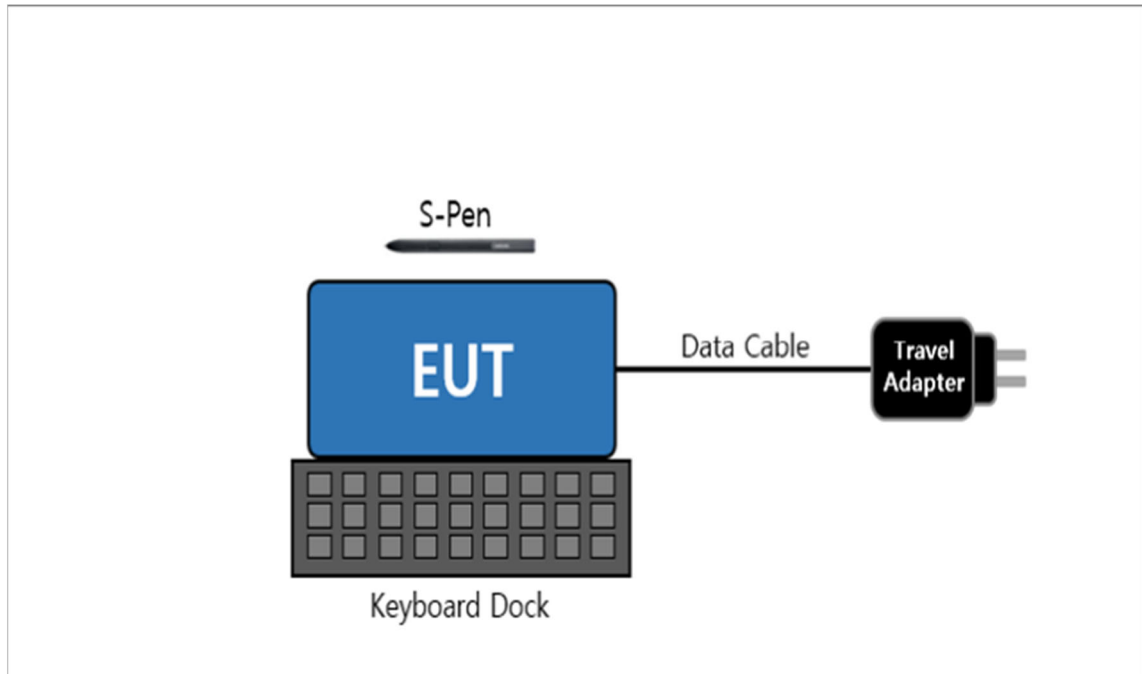 S-Pen
EUT
Data Cable
Travel
Adapter
Keyboard Dock